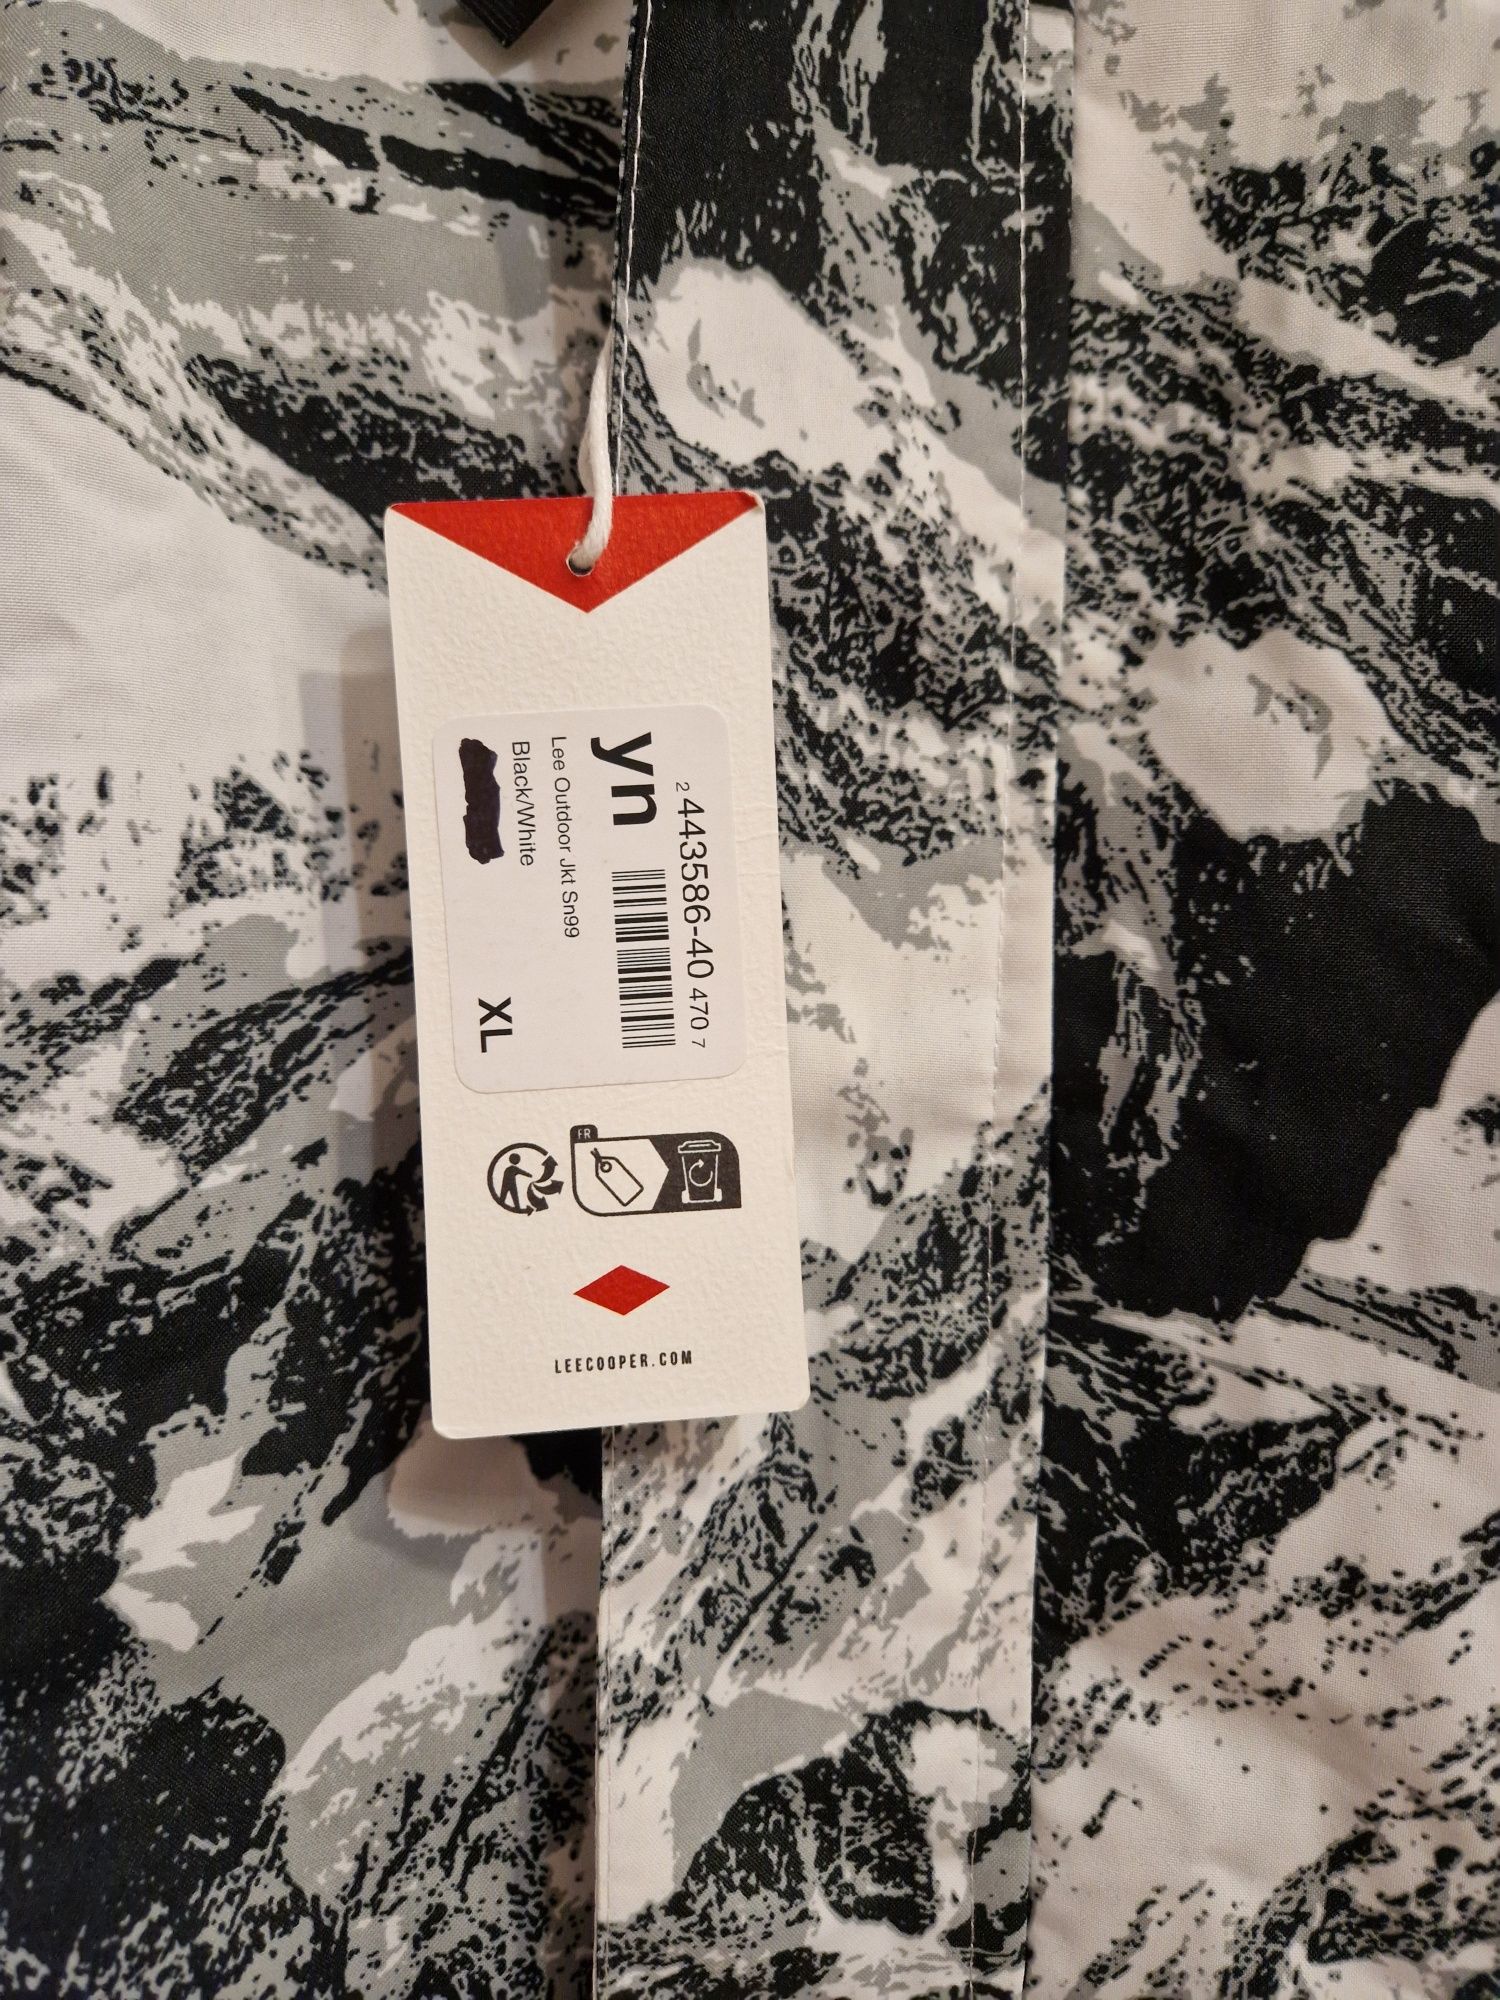 2 443586-40 470 7
yn
Lee Outdoor Jkt Sn99
Black/White
XL
FR
LEECOOPER.COM